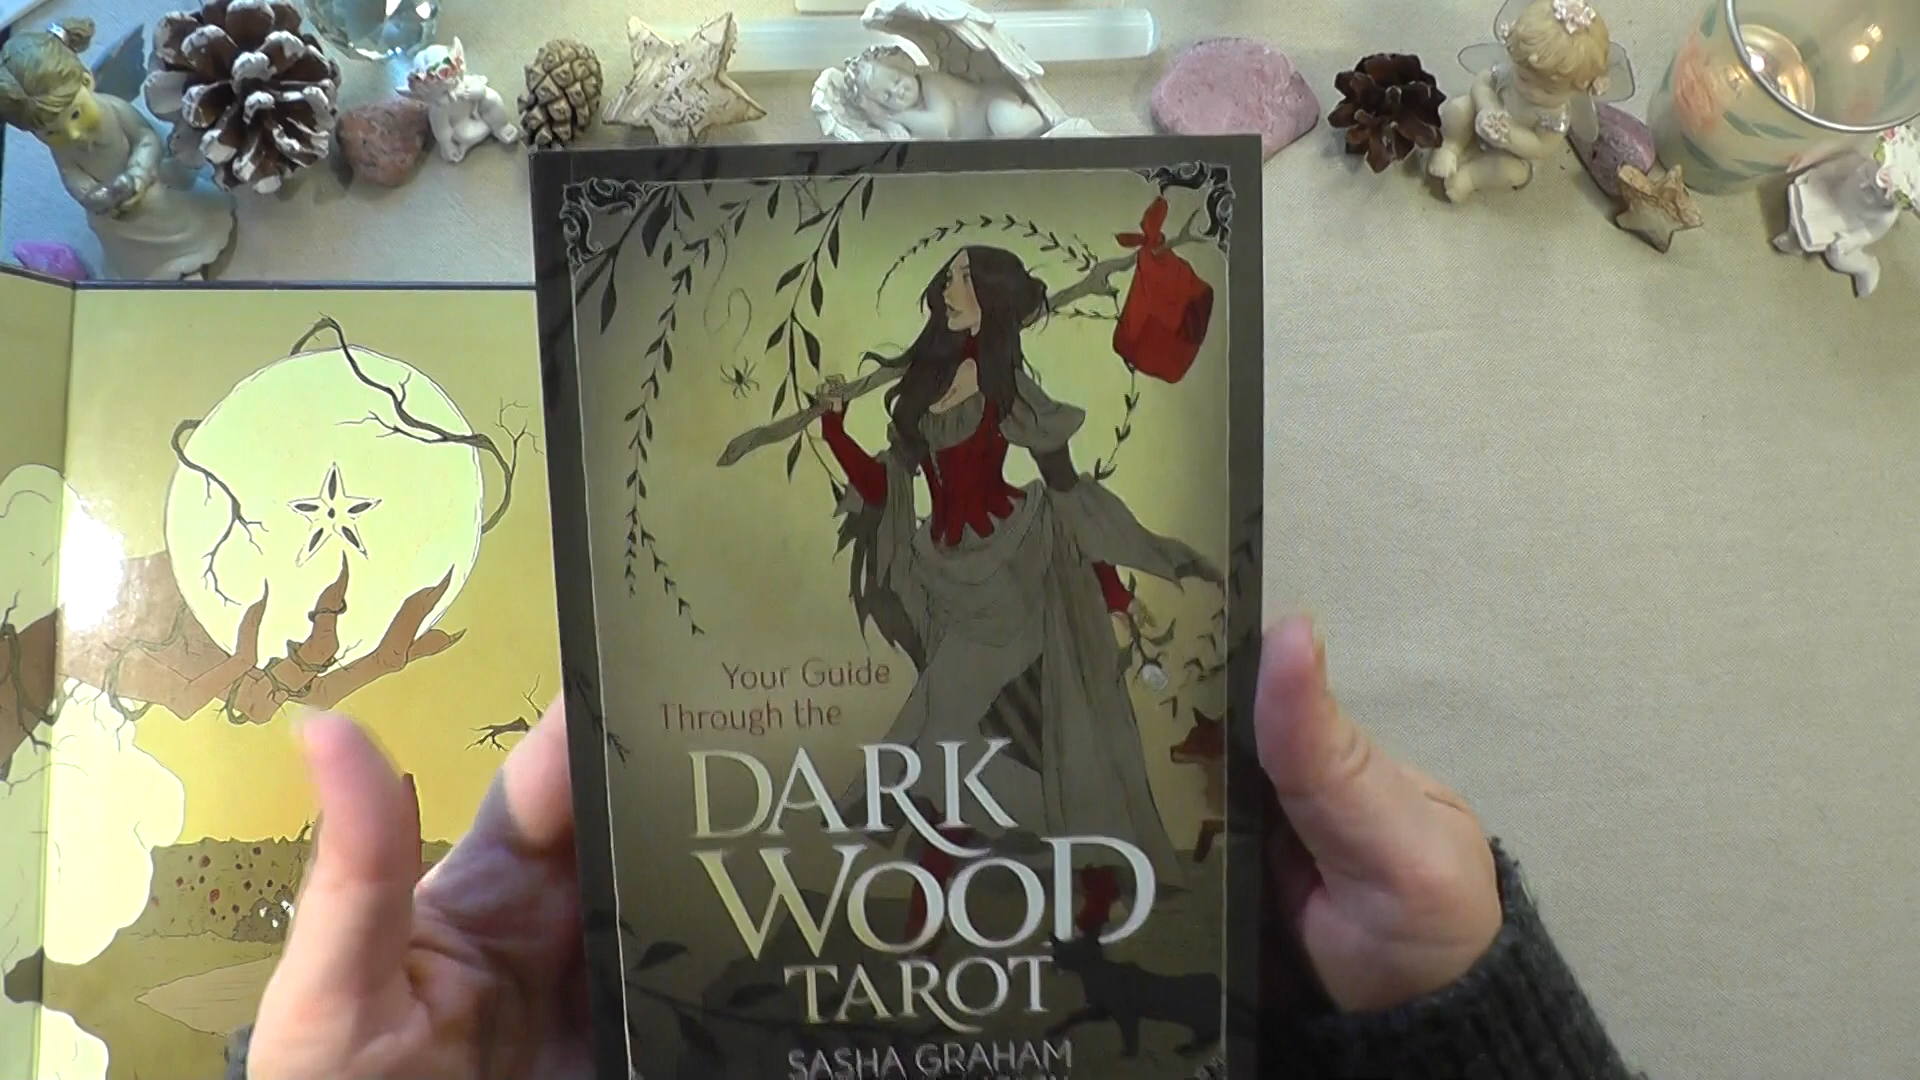 Your Guide
Through the
DARK
WOOD
TAROT
SASHA GRAHAM